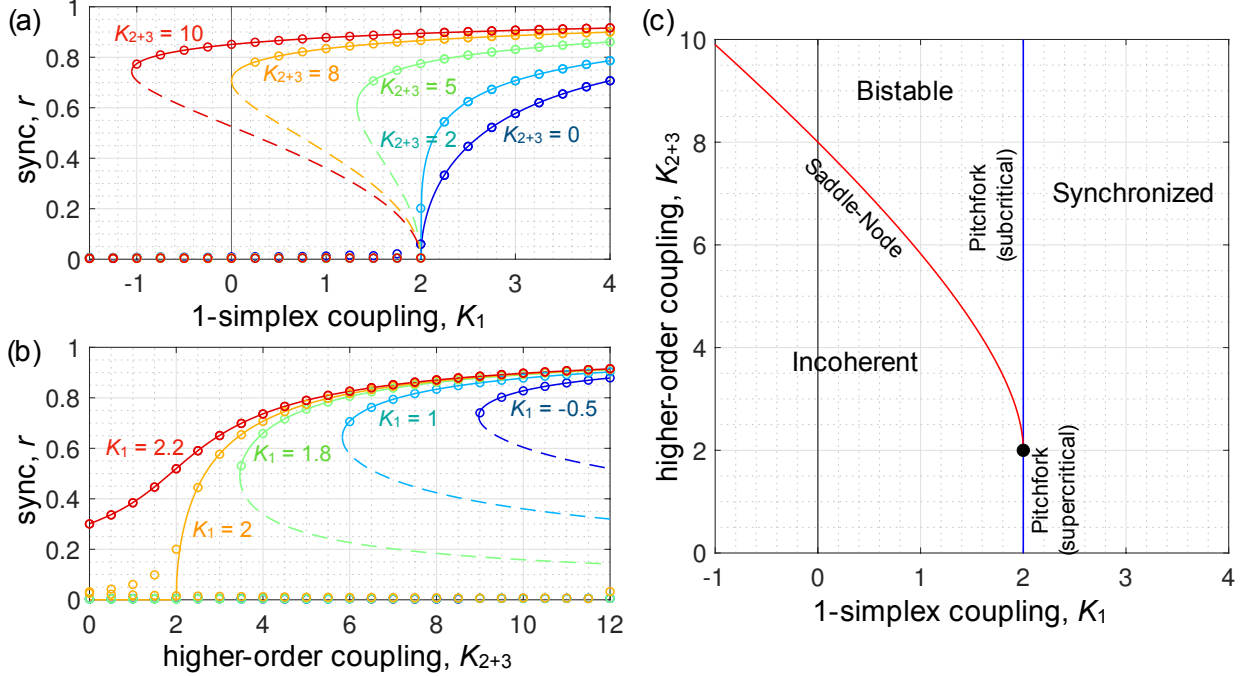 (a)
1
0.8
0.6
0.4
0.2
0
sync, r
K2+3 = 10
K2+3 = 8
K2+3 = 5
K2+3 = 2
K2+3 = 0
-1 0 1 2 3 4
1-simplex coupling, K1
(b)
1
0.8
0.6
0.4
0.2
0
sync, r
K1 = 2.2
K1 = 2
K1 = 1.8
K1 = 1
K1 = -0.5
0 2 4 6 8 10 12
higher-order coupling, K2+3
(c)
10
8
6
4
2
0
higher-order coupling, K2+3
Bistable
Saddle-Node
Pitchfork
(subcritical)
Synchronized
Incoherent
Pitchfork
(supercritical)
-1 0 1 2 3 4
1-simplex coupling, K1